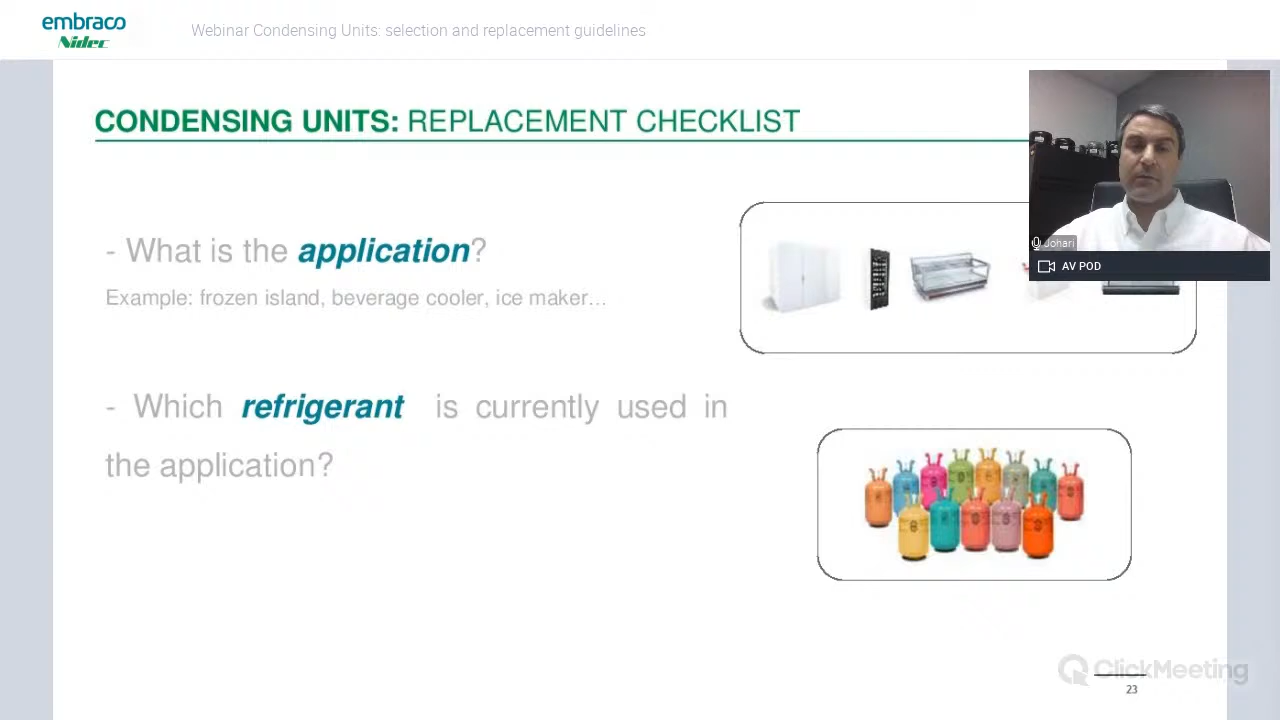 embraco
Nidec
Webinar Condensing Units: selection and replacement guidelines
CONDENSING UNITS: REPLACEMENT CHECKLIST
- What is the application?
Example: frozen island, beverage cooler, ice maker…
- Which refrigerant is currently used in
the application?
Johari
AV POD
ClickMeeting
23